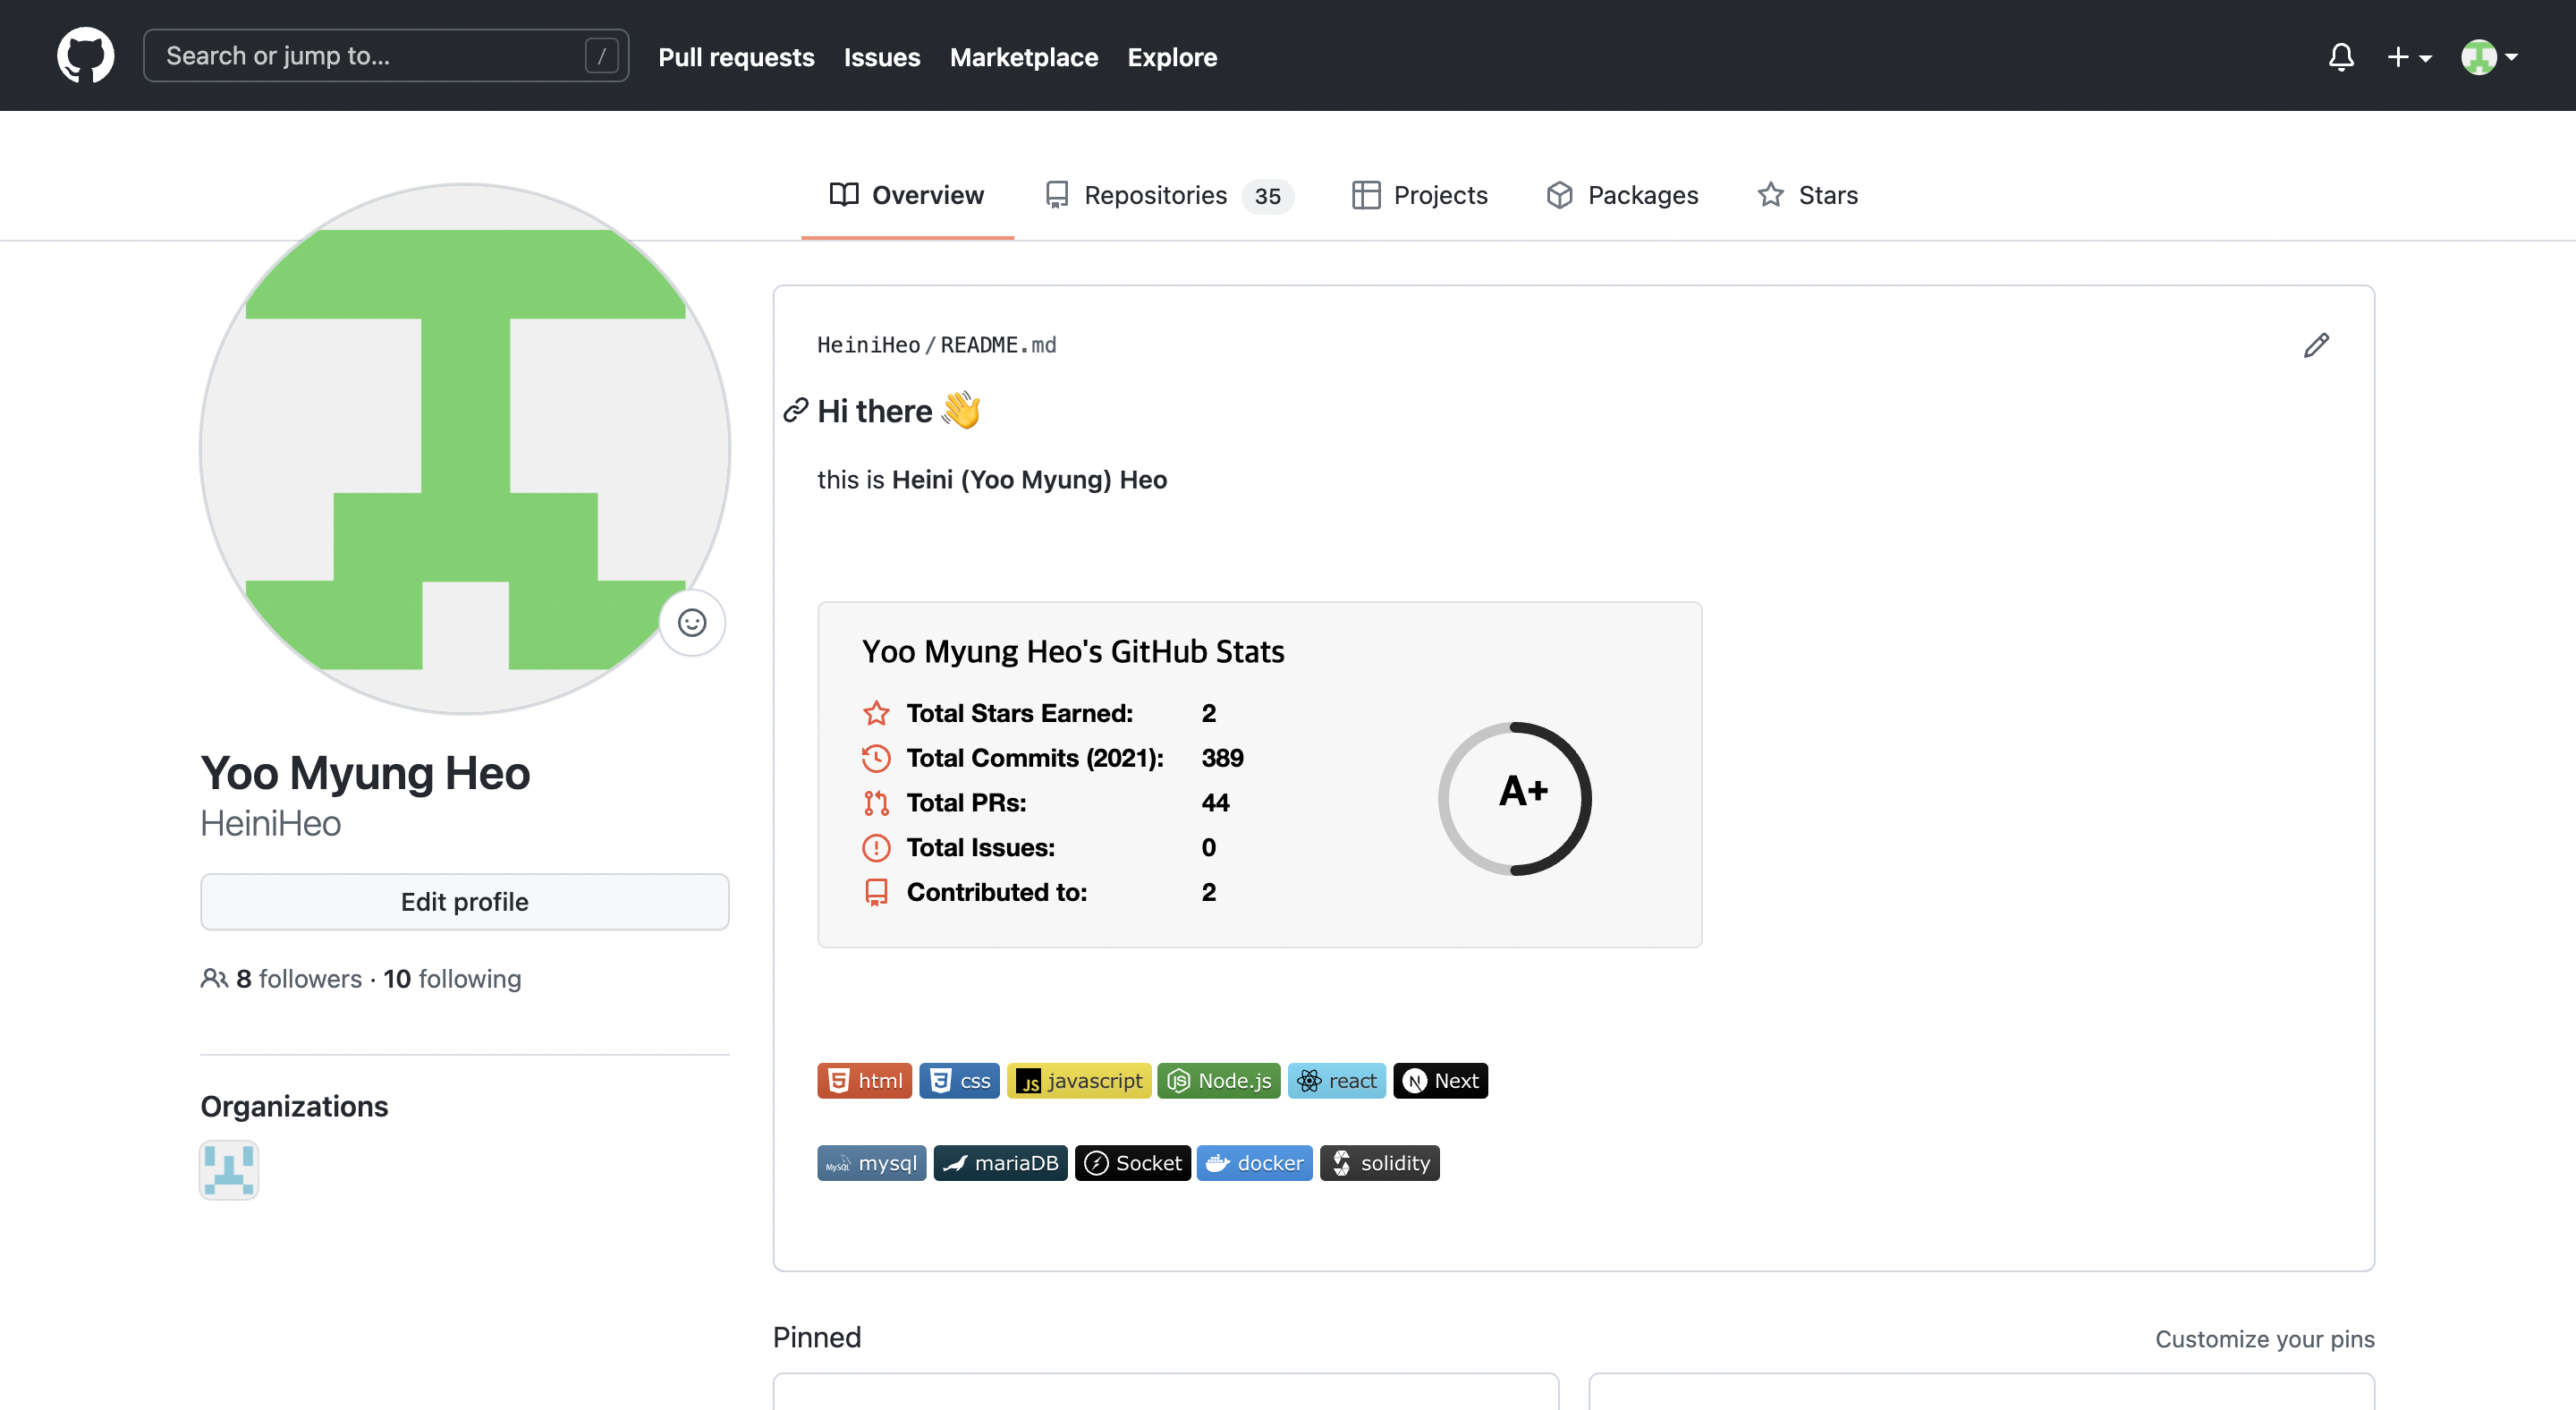 Search or jump to... / Pull requests Issues Marketplace Explore
Overview Repositories 35 Projects Packages Stars
HeiniHeo/README.md
Hi there 👋
this is Heini (Yoo Myung) Heo
Yoo Myung Heo's GitHub Stats
Total Stars Earned: 2
Total Commits (2021): 389
Total PRs: 44
Total Issues: 0
Contributed to: 2
A+
Yoo Myung Heo
HeiniHeo
Edit profile
8 followers · 10 following
Organizations
html css JS javascript Node.js react Next
MySQL mysql mariaDB Socket docker solidity
Pinned
Customize your pins